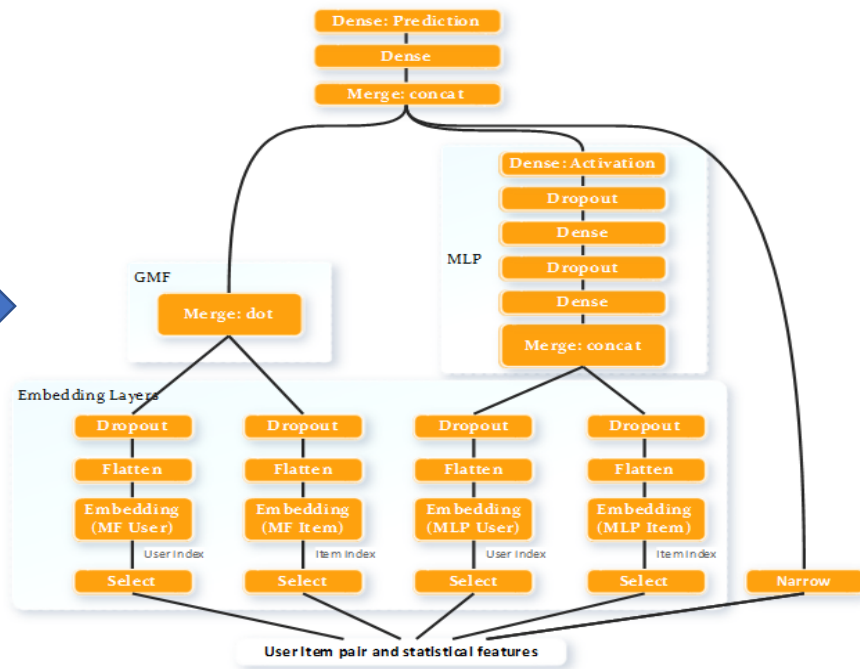 Dense: Prediction
Dense
Merge: concat
Dense: Activation
Dropout
Dense
Dropout
Dense
Merge: concat
MLP
GMF
Merge: dot
Embedding Layers
Dropout
Dropout
Dropout
Dropout
Flatten
Flatten
Flatten
Flatten
Embedding
(MF User)
Embedding
(MF Item)
Embedding
(MLP User)
Embedding
(MLP Item)
User Index
Item Index
User Index
Item Index
Select
Select
Select
Select
Narrow
User Item pair and statistical features